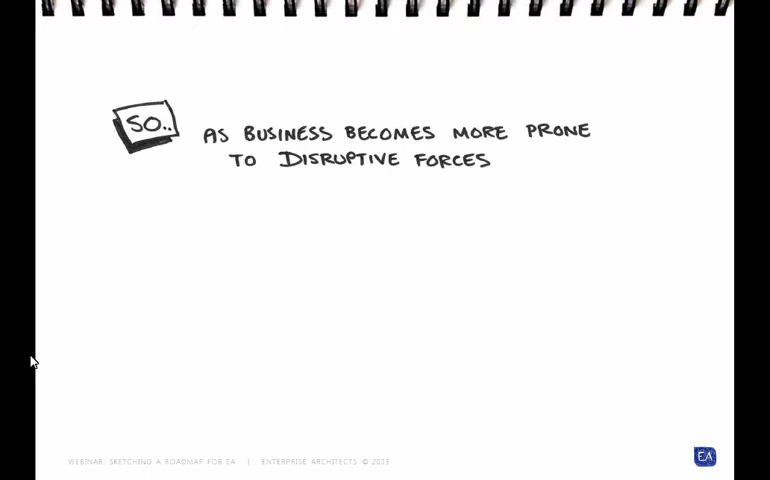 SO..
AS BUSINESS BECOMES MORE PRONE
TO DISRUPTIVE FORCES
WEBINAR: SKETCHING A ROADMAP FOR EA | ENTERPRISE ARCHITECTS © 2013
EA